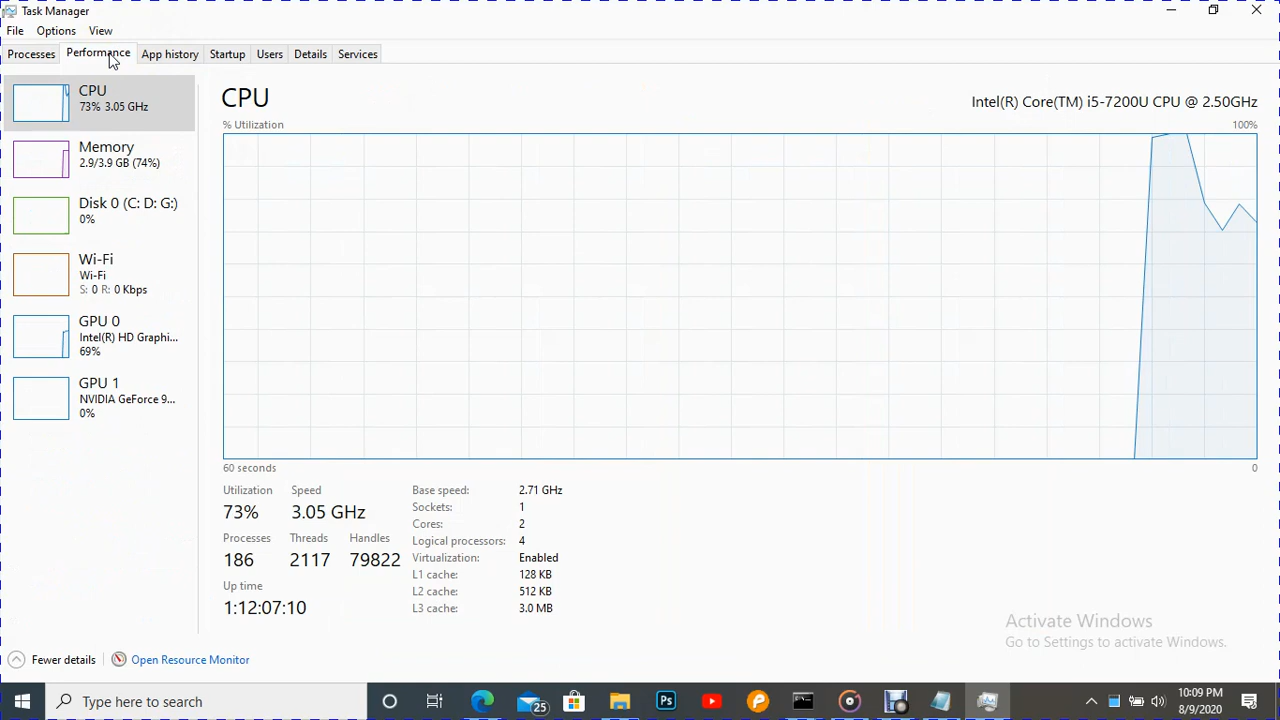 Task Manager
File Options View
Processes Performance App history Startup Users Details Services
CPU
73% 3.05 GHz
Memory
2.9/3.9 GB (74%)
Disk 0 (C: D: G:)
0%
Wi-Fi
Wi-Fi
S: 0 R: 0 Kbps
GPU 0
Intel(R) HD Graphi...
69%
GPU 1
NVIDIA GeForce 9...
0%
CPU Intel(R) Core(TM) i5-7200U CPU @ 2.50GHz
% Utilization 100%
60 seconds 0
Utilization Speed
73% 3.05 GHz
Processes Threads Handles
186 2117 79822
Up time
1:12:07:10
Base speed: 2.71 GHz
Sockets: 1
Cores: 2
Logical processors: 4
Virtualization: Enabled
L1 cache: 128 KB
L2 cache: 512 KB
L3 cache: 3.0 MB
Activate Windows
Go to Settings to activate Windows.
Fewer details Open Resource Monitor
Type here to search
25
Ps
10:09 PM
8/9/2020